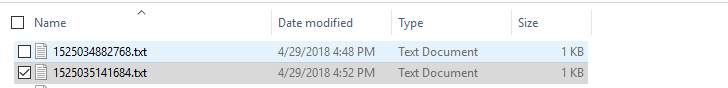 Name Date modified Type Size
1525034882768.txt 4/29/2018 4:48 PM Text Document 1 KB
1525035141684.txt 4/29/2018 4:52 PM Text Document 1 KB